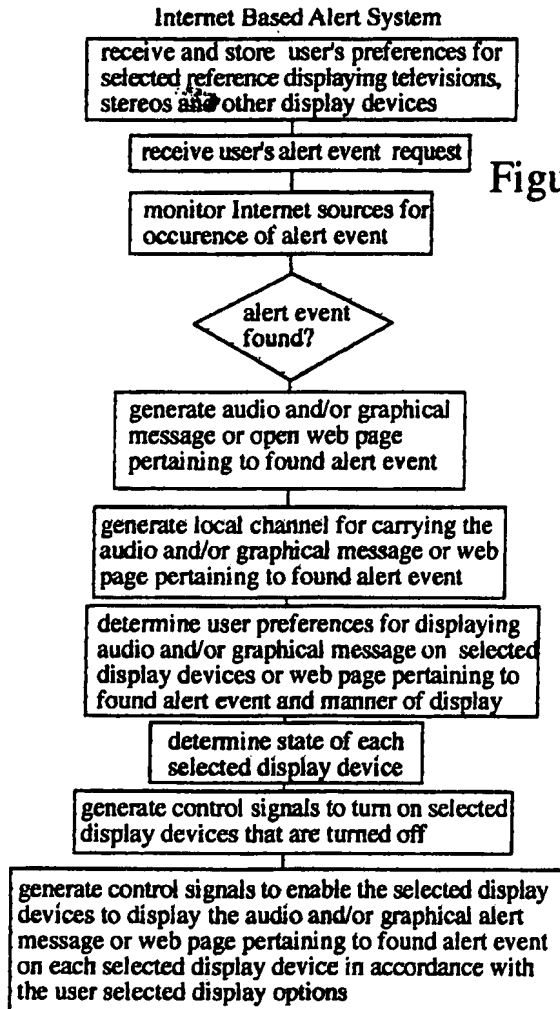 Internet Based Alert System
receive and store user's preferences for
selected reference displaying televisions,
stereos and other display devices
receive user's alert event request
Figu
monitor Internet sources for
occurence of alert event
alert event
found?
generate audio and/or graphical
message or open web page
pertaining to found alert event
generate local channel for carrying the
audio and/or graphical message or web
page pertaining to found alert event
determine user preferences for displaying
audio and/or graphical message on selected
display devices or web page pertaining to
found alert event and manner of display
determine state of each
selected display device
generate control signals to turn on selected
display devices that are turned off
generate control signals to enable the selected display
devices to display the audio and/or graphical alert
message or web page pertaining to found alert event
on each selected display device in accordance with
the user selected display options